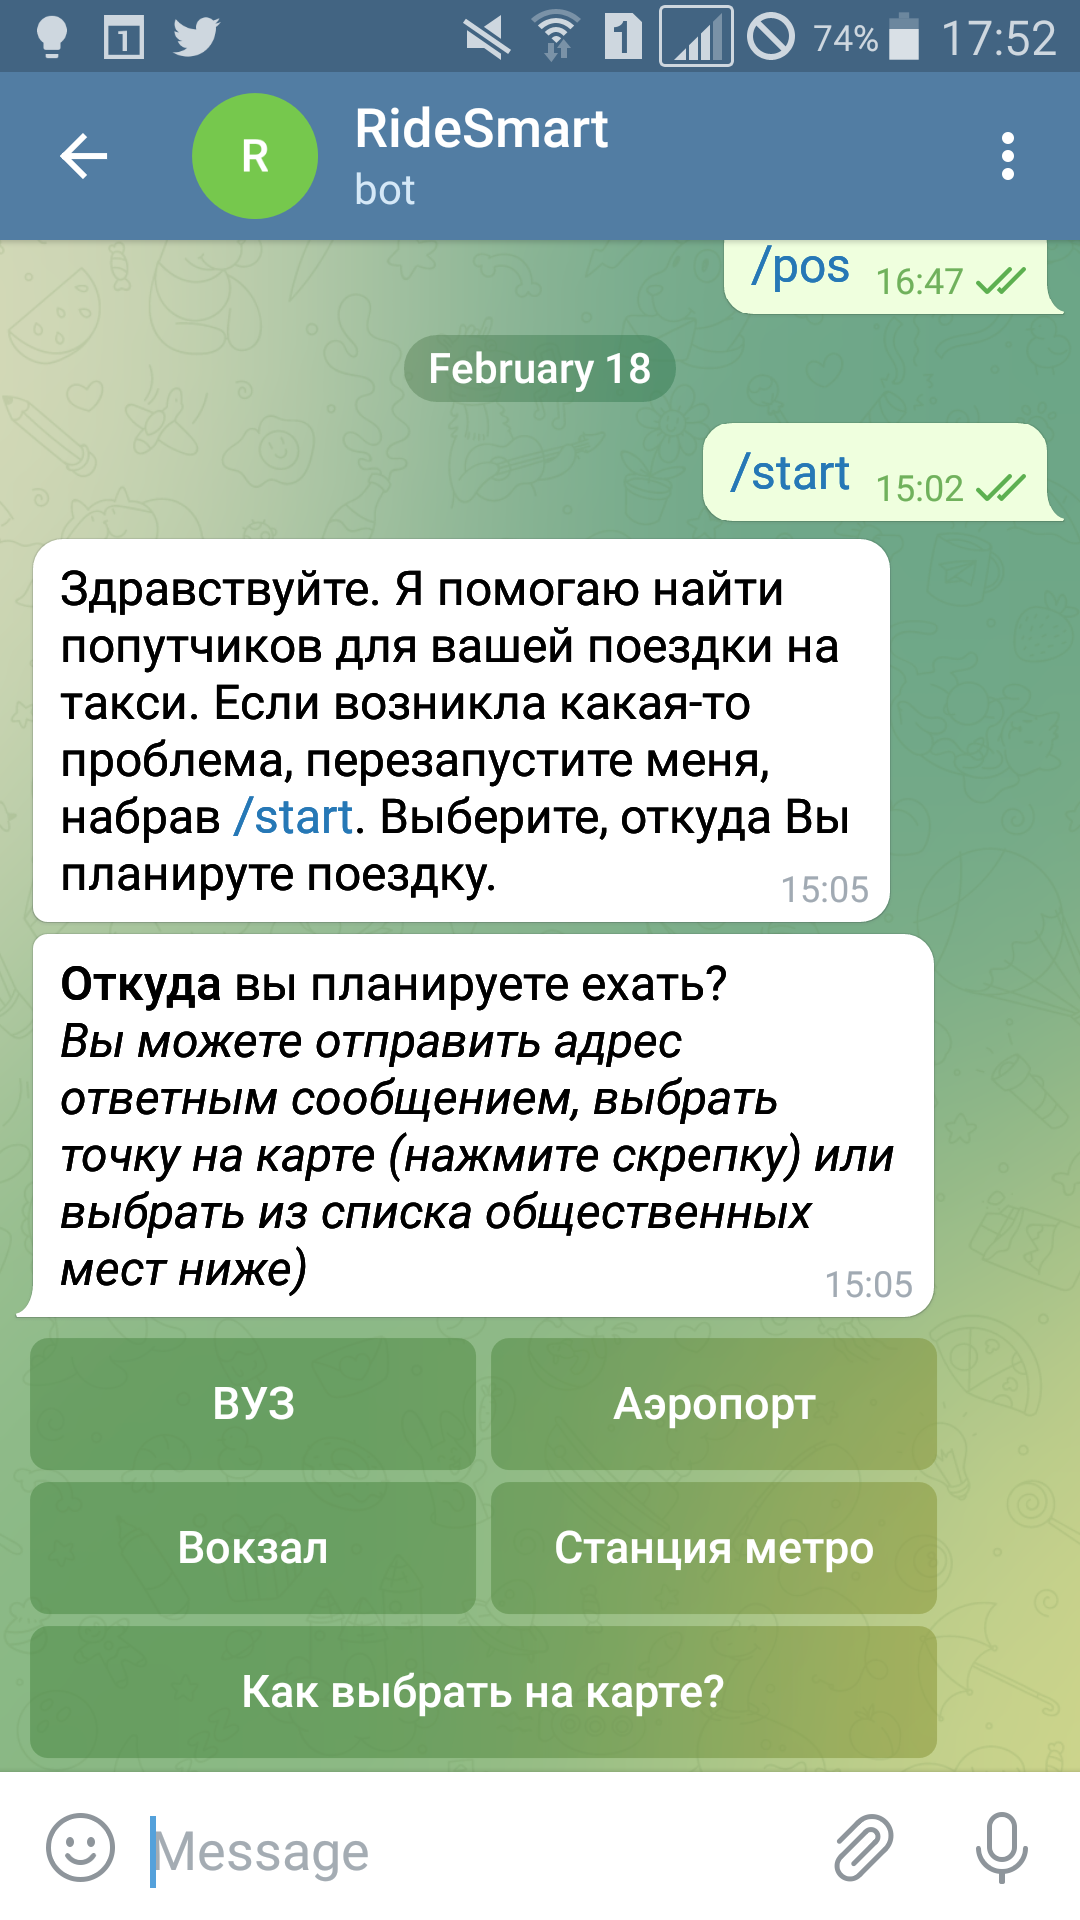 1
1
74%
17:52
R
RideSmart
bot
/pos 16:47
February 18
/start 15:02
Здравствуйте. Я помогаю найти
попутчиков для вашей поездки на
такси. Если возникла какая-то
проблема, перезапустите меня,
набрав /start. Выберите, откуда Вы
планируте поездку. 15:05
Откуда вы планируете ехать?
Вы можете отправить адрес
ответным сообщением, выбрать
точку на карте (нажмите скрепку) или
выбрать из списка общественных
мест ниже) 15:05
ВУЗ
Аэропорт
Вокзал
Станция метро
Как выбрать на карте?
Message